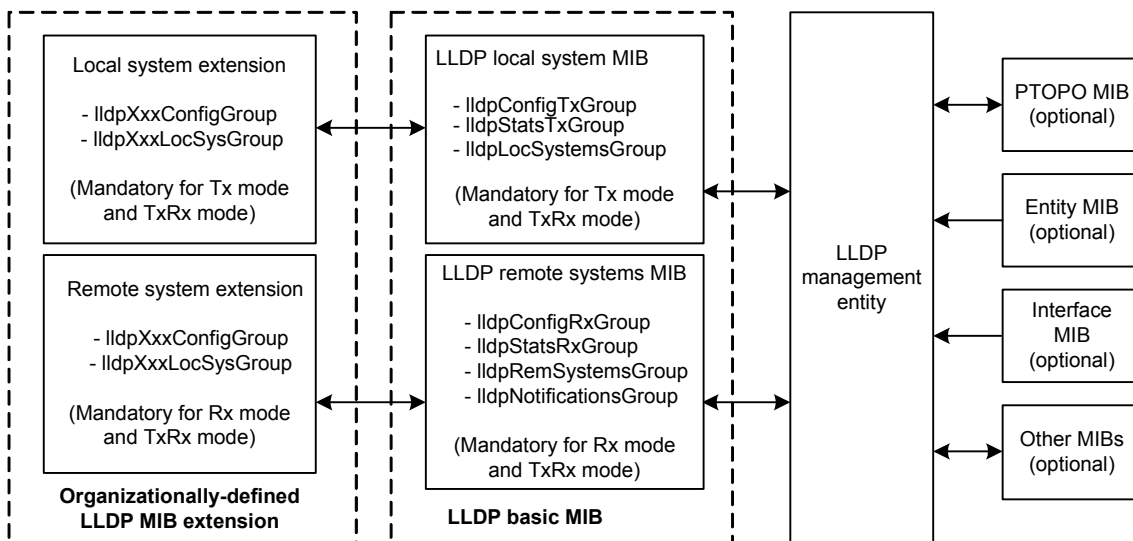 Local system extension
- lldpXxxConfigGroup
- lldpXxxLocSysGroup
(Mandatory for Tx mode
and TxRx mode)
Remote system extension
- lldpXxxConfigGroup
- lldpXxxLocSysGroup
(Mandatory for Rx mode
and TxRx mode)
Organizationally-defined
LLDP MIB extension
LLDP local system MIB
- lldpConfigTxGroup
- lldpStatsTxGroup
- lldpLocSystemsGroup
(Mandatory for Tx mode
and TxRx mode)
LLDP remote systems MIB
- lldpConfigRxGroup
- lldpStatsRxGroup
- lldpRemSystemsGroup
- lldpNotificationsGroup
(Mandatory for Rx mode
and TxRx mode)
LLDP basic MIB
LLDP
management
entity
PTOPO MIB
(optional)
Entity MIB
(optional)
Interface
MIB
(optional)
Other MIBs
(optional)